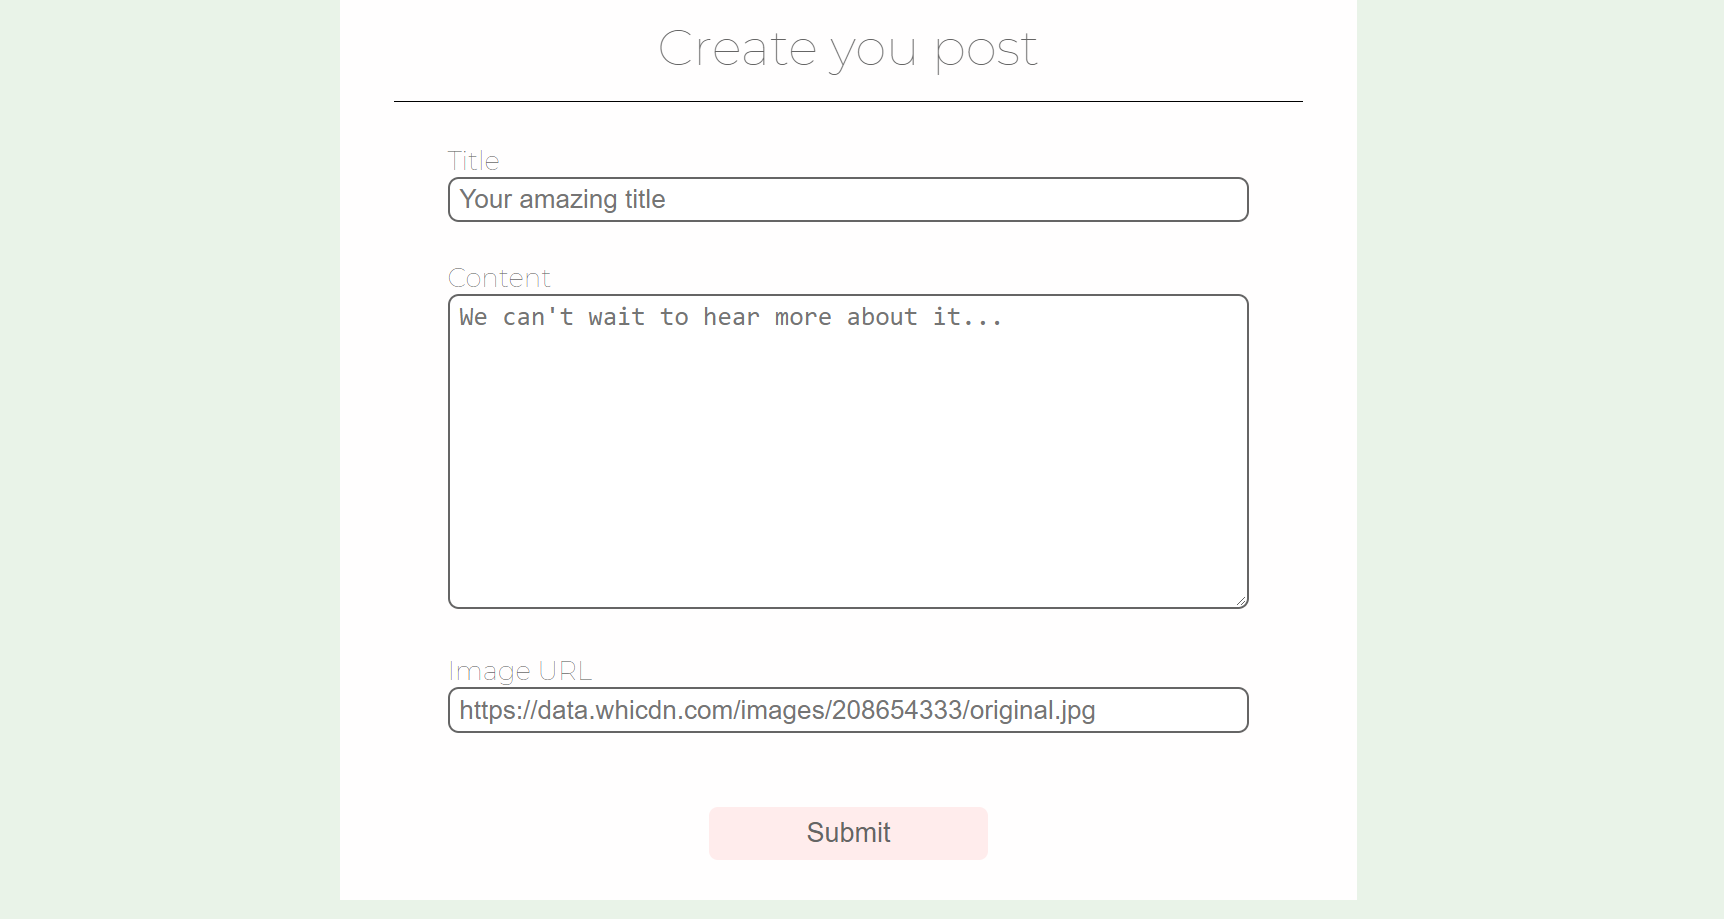 Create you post
Title
Your amazing title
Content
We can't wait to hear more about it...
Image URL
https://data.whicdn.com/images/208654333/original.jpg
Submit